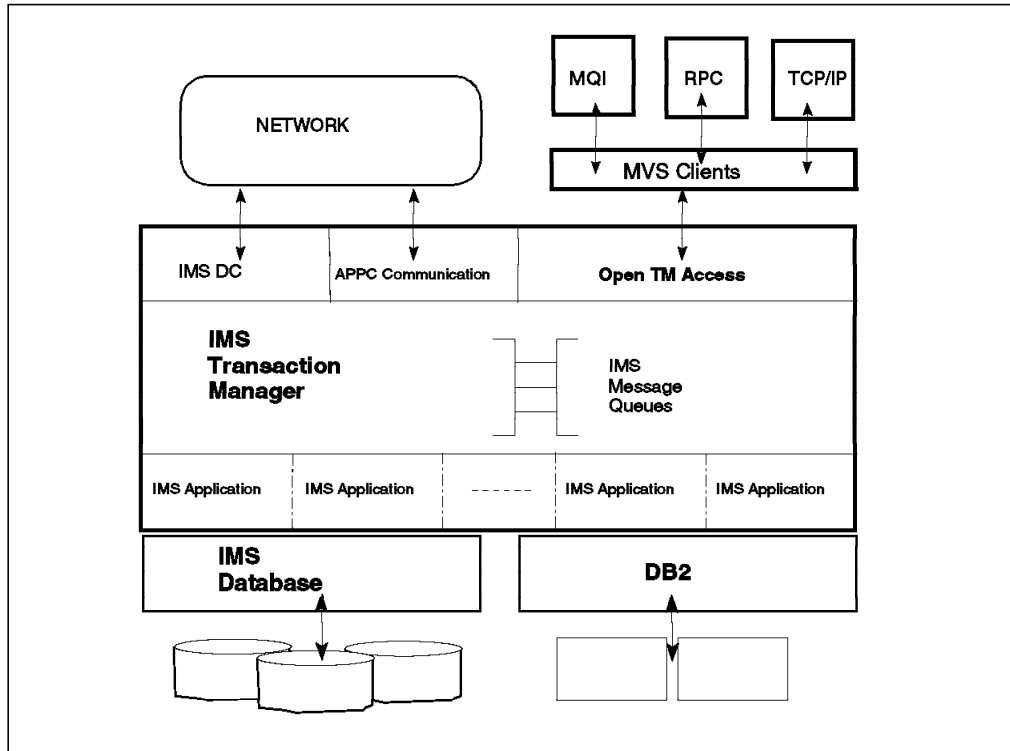 MQI
RPC
TCP/IP
NETWORK
MVS Clients
IMS DC
APPC Communication
Open TM Access
IMS
Transaction
Manager
IMS
Message
Queues
IMS Application
IMS Application
IMS Application
IMS Application
IMS
Database
DB2